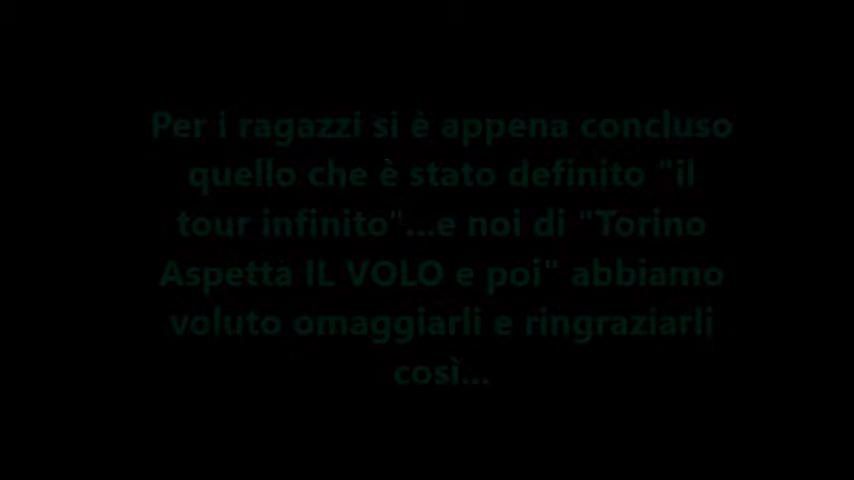 Per i ragazzi si è appena concluso
quello che è stato definito "il
tour infinito"...e noi di "Torino
Aspetta IL VOLO e poi" abbiamo
voluto omaggiarli e ringraziarli
così...